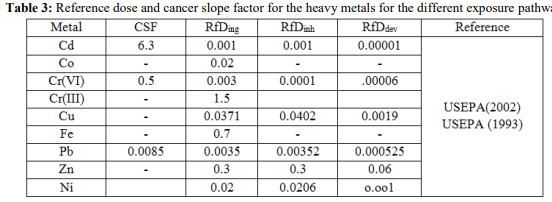 Table 3: Reference dose and cancer slope factor for the heavy metals for the different exposure pathwa
Metal CSF RfDing RfDinh RfDdev Reference
Cd 6.3 0.001 0.001 0.00001
Co - 0.02 - -
Cr(VI) 0.5 0.003 0.0001 .00006
Cr(III) - 1.5
Cu - 0.0371 0.0402 0.0019
Fe - 0.7 - -
Pb 0.0085 0.0035 0.00352 0.000525
Zn - 0.3 0.3 0.06
Ni 0.02 0.0206 o.oo1
USEPA(2002)
USEPA (1993)